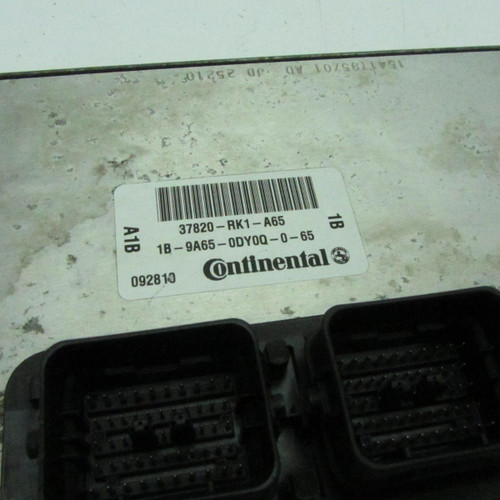 37820-RK1-A65
A1B
1B
1B-9A65-0DY0Q-0-65
092810
Continental